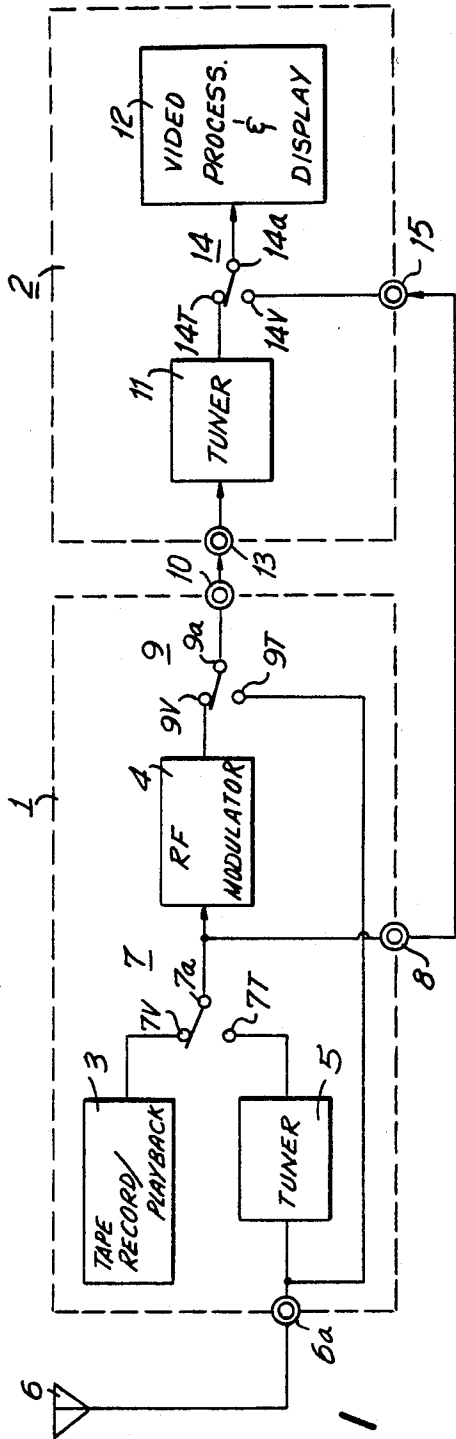 6
6a
1
3
TAPE
RECORD/
PLAYBACK
5
TUNER
7
7V
7a
7T
8
4
RF
MODULATOR
9
9V
9a
9T
10
2
13
11
TUNER
14
14T
14a
14V
12
VIDEO
PROCESS.
&
DISPLAY
15
1